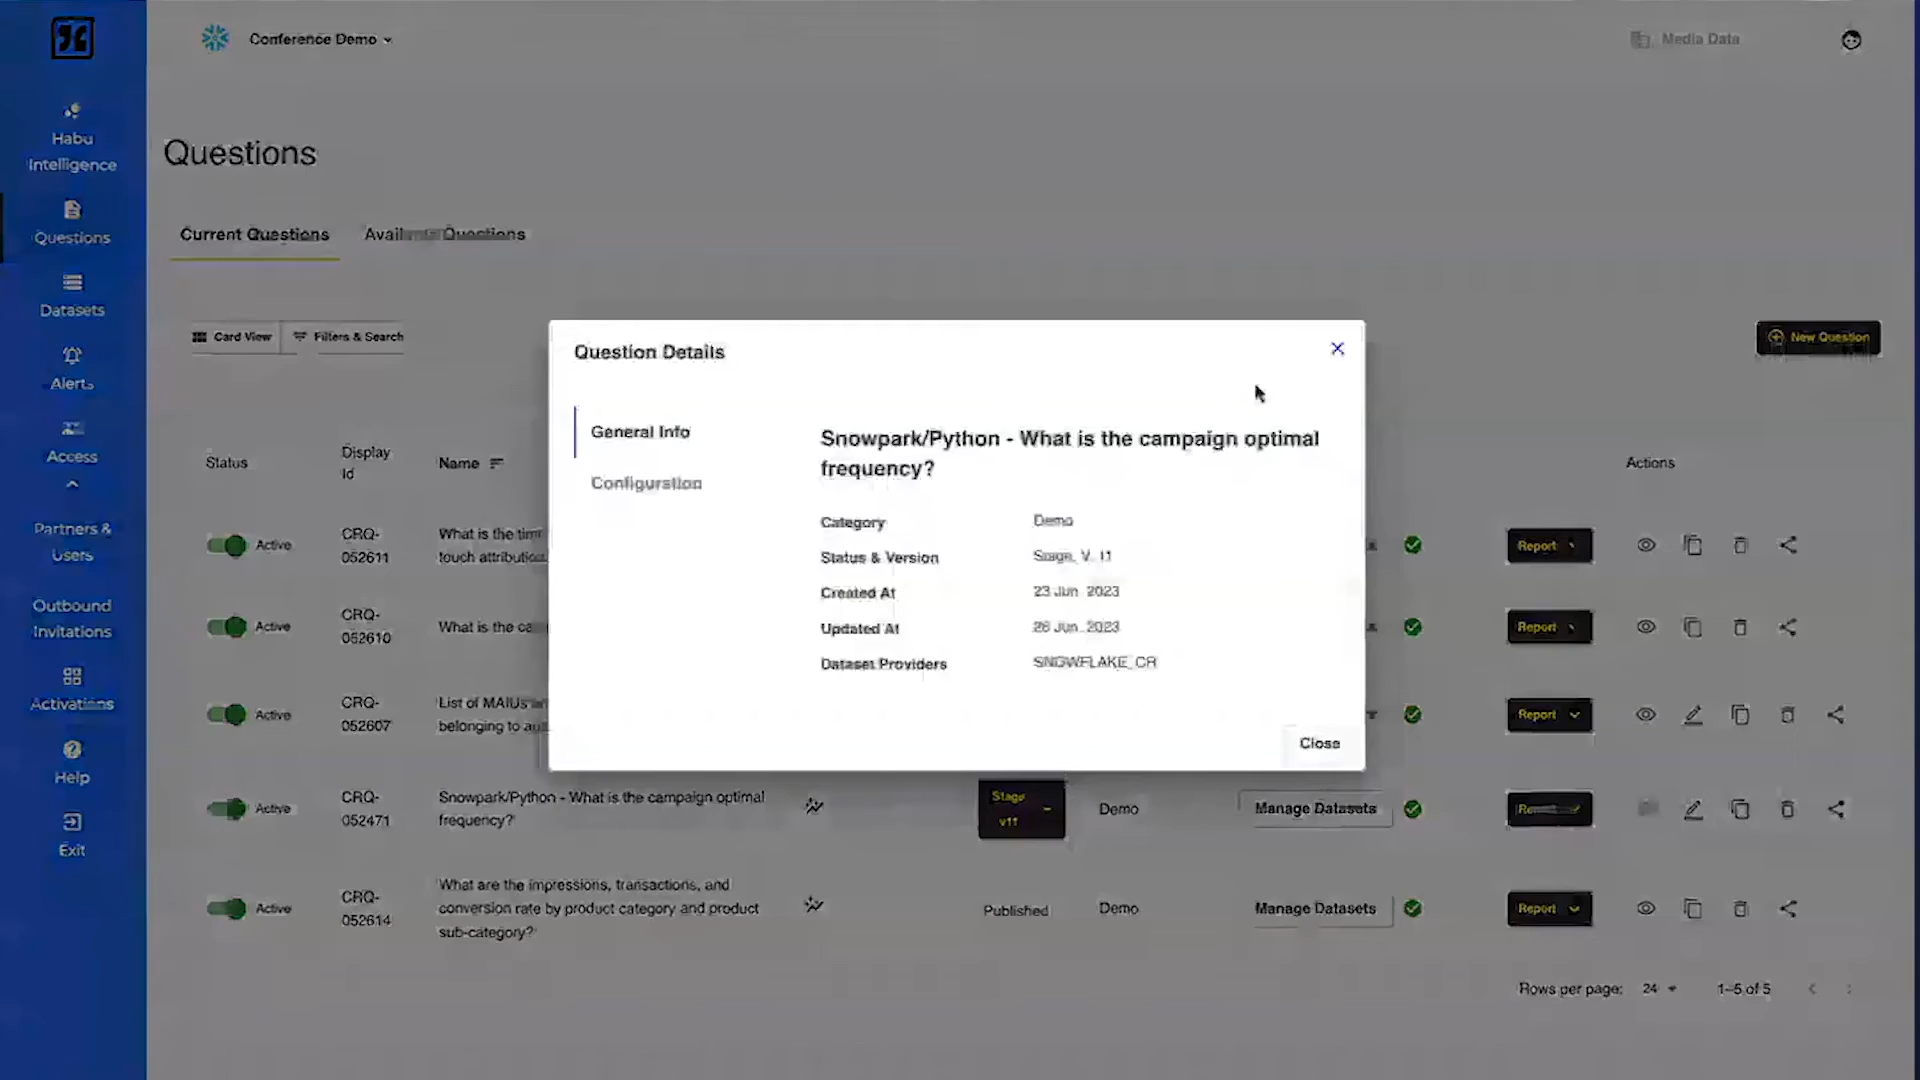 Conference Demo
Media Data
Habu
Intelligence
Questions
Datasets
Alerts
Access
Partners &
Users
Outbound
Invitations
Activations
Help
Exit
Questions
Current Questions
Questions
Card View
Filters & Search
New Question
Status
Display
Id
Name
Actions
Active
CRQ-
052611
What is the
touch
Report
Active
CRQ-
052610
What is the
Report
Active
CRQ-
052607
List of MAIUs
belonging to
Report
Active
CRQ-
052471
Snowpark/Python - What is the campaign optimal
frequency?
Stage
v11
Demo
Manage Datasets
Active
CRQ-
052614
What are the impressions, transactions, and
conversion rate by product category and product
sub-category?
Published
Demo
Manage Datasets
Report
Rows per page: 24
1–5 of 5
Question Details
General Info
Configuration
Snowpark/Python - What is the campaign optimal
frequency?
Category
Demo
Status & Version
Stage, V. 11
Created At
23 Jun, 2023
Updated At
26 Jun, 2023
Dataset Providers
SNOWFLAKE_CR
Close